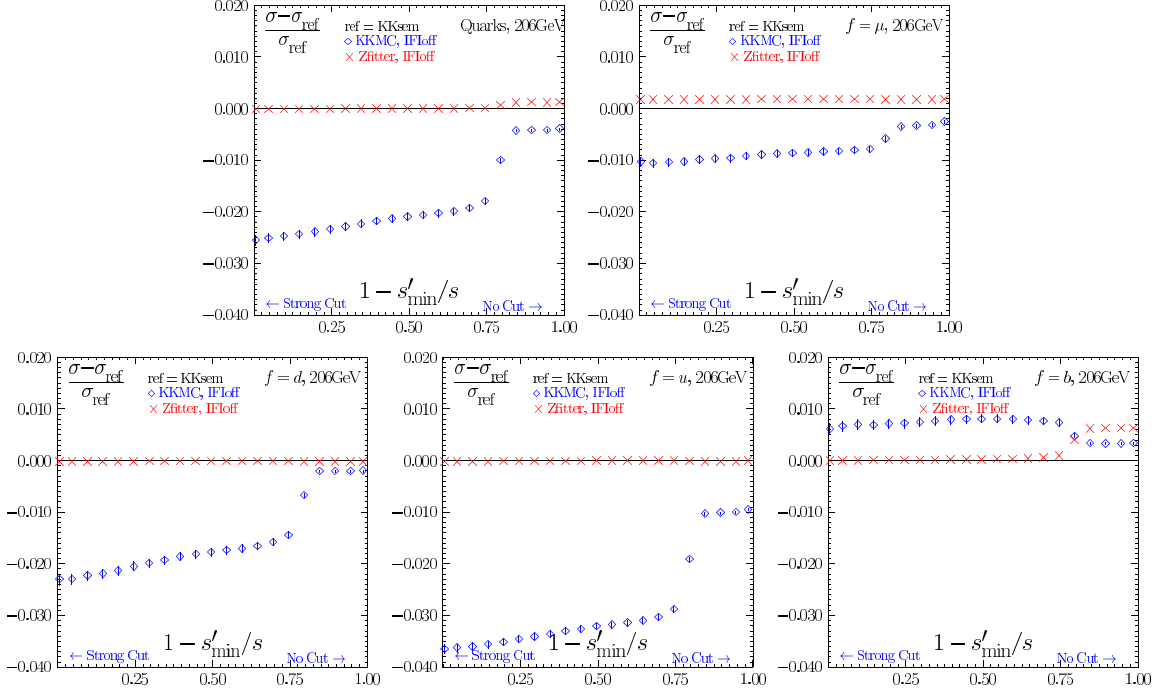 σ−σref / σref
ref = KKsem
Quarks, 206GeV
◇ KKMC, IFIoff
× Zfitter, IFIoff
0.020
0.010
0.000
−0.010
−0.020
−0.030
−0.040
1 − s′min/s
← Strong Cut
No Cut →
0.25
0.50
0.75
1.00
σ−σref / σref
ref = KKsem
f = μ, 206GeV
◇ KKMC, IFIoff
× Zfitter, IFIoff
0.020
0.010
0.000
−0.010
−0.020
−0.030
−0.040
1 − s′min/s
← Strong Cut
No Cut →
0.25
0.50
0.75
1.00
σ−σref / σref
ref = KKsem
f = d, 206GeV
◇ KKMC, IFIoff
× Zfitter, IFIoff
0.020
0.010
0.000
−0.010
−0.020
−0.030
−0.040
1 − s′min/s
← Strong Cut
No Cut →
0.25
0.50
0.75
1.00
σ−σref / σref
ref = KKsem
f = u, 206GeV
◇ KKMC, IFIoff
× Zfitter, IFIoff
0.020
0.010
0.000
−0.010
−0.020
−0.030
−0.040
1 − s′min/s
← Strong Cut
No Cut →
0.25
0.50
0.75
1.00
σ−σref / σref
ref = KKsem
f = b, 206GeV
◇ KKMC, IFIoff
× Zfitter, IFIoff
0.020
0.010
0.000
−0.010
−0.020
−0.030
−0.040
1 − s′min/s
← Strong Cut
No Cut →
0.25
0.50
0.75
1.00